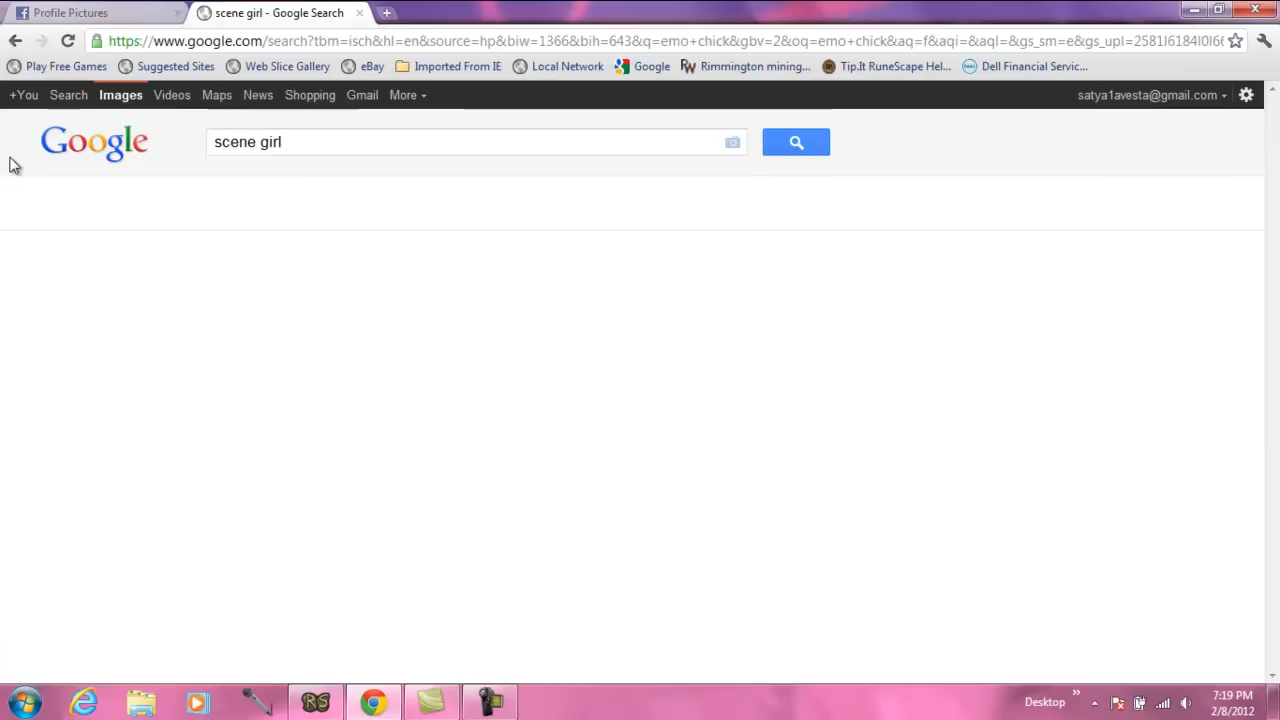 Profile Pictures
scene girl - Google Search
https://www.google.com/search?tbm=isch&hl=en&source=hp&biw=1366&bih=643&q=emo+chick&gbv=2&oq=emo+chick&aq=f&aqi=&aql=&gs_sm=e&gs_upl=2581l6184l0l6
Play Free Games Suggested Sites Web Slice Gallery eBay Imported From IE Local Network Google Rimmington mining... Tip.It RuneScape Hel... Dell Financial Servic...
+You Search Images Videos Maps News Shopping Gmail More satya1avesta@gmail.com
Google scene girl
RS
Desktop »
7:19 PM
2/8/2012